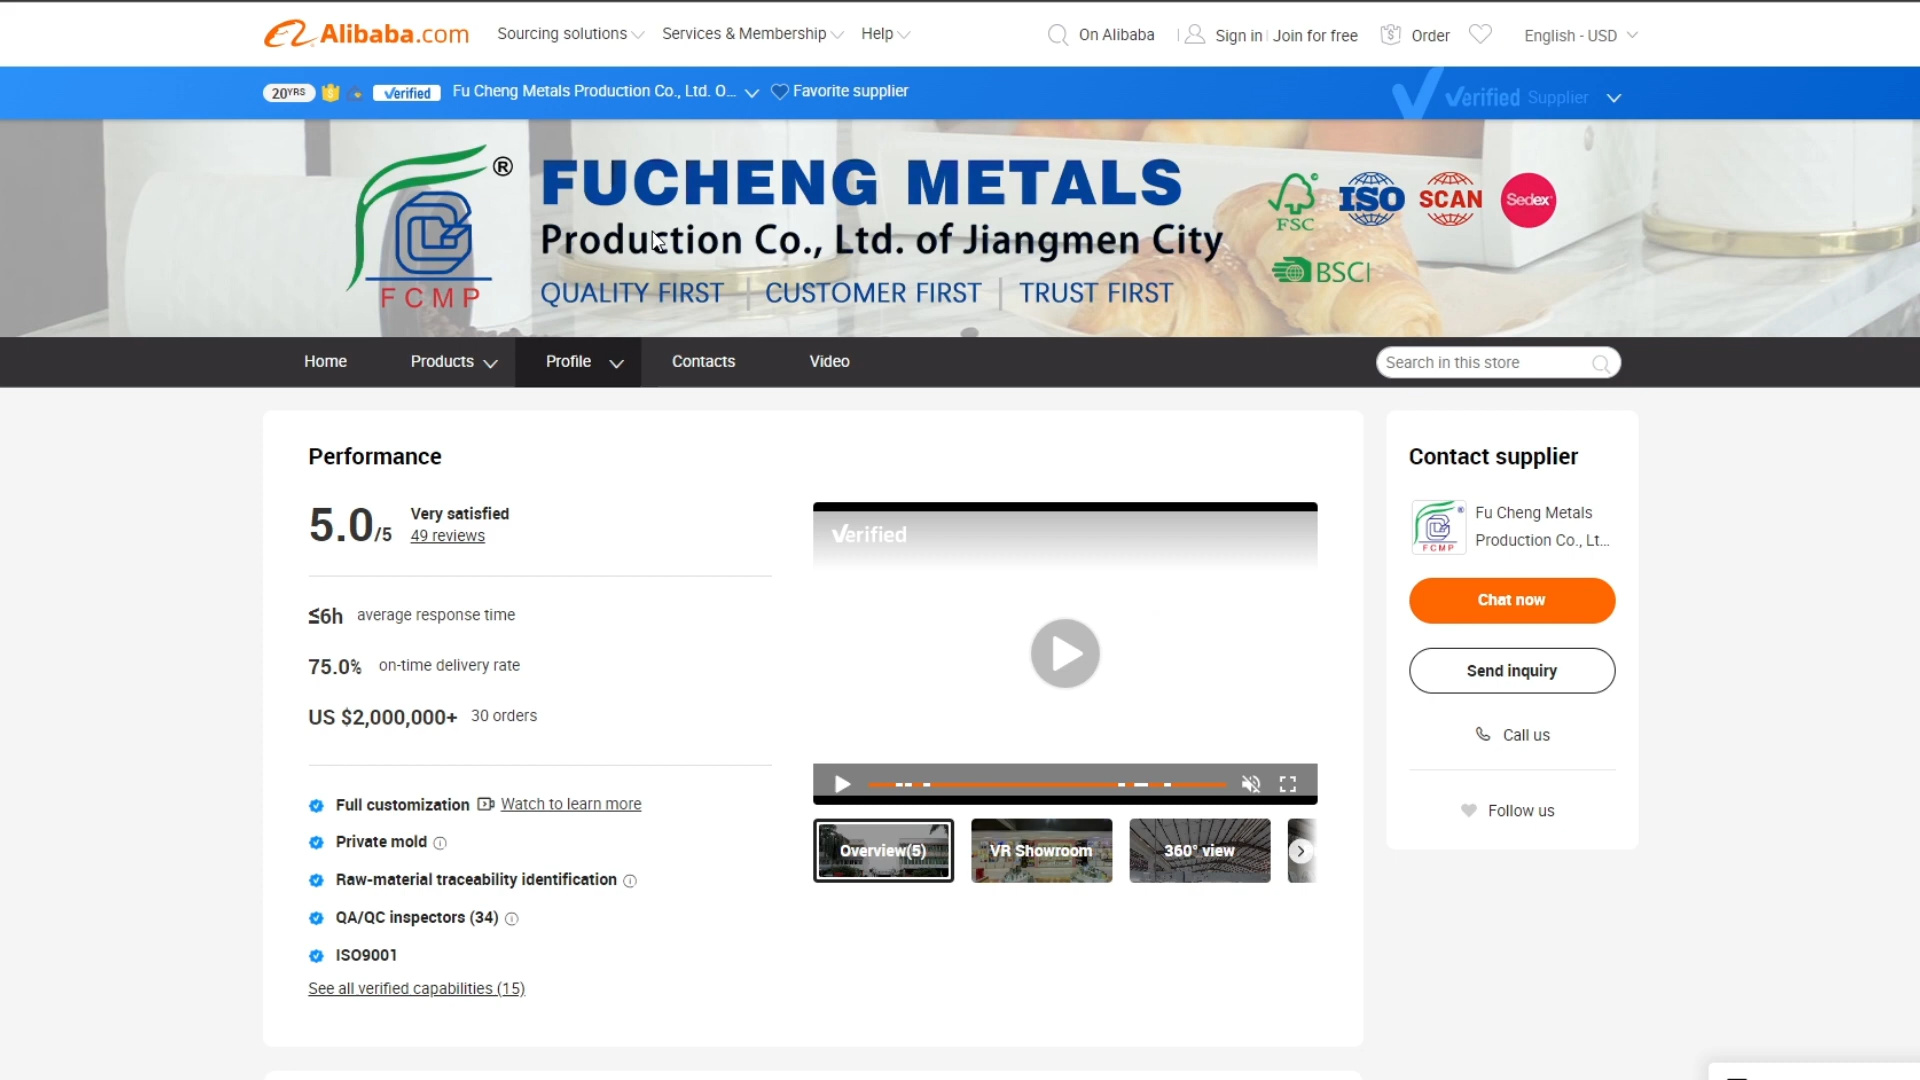 Alibaba.com
Sourcing solutions
Services & Membership
Help
On Alibaba
Sign in
Join for free
Order
English - USD
20YRS
Verified
Fu Cheng Metals Production Co., Ltd. O...
Favorite supplier
Verified Supplier
FCMP
®
FUCHENG METALS
Production Co., Ltd. of Jiangmen City
QUALITY FIRST | CUSTOMER FIRST | TRUST FIRST
FSC
ISO
SCAN
Sedex
BSCI
Home
Products
Profile
Contacts
Video
Search in this store
Performance
5.0/5
Very satisfied
49 reviews
≤6h average response time
75.0% on-time delivery rate
US $2,000,000+ 30 orders
Full customization Watch to learn more
Private mold
Raw-material traceability identification
QA/QC inspectors (34)
ISO9001
See all verified capabilities (15)
Verified
Overview(5)
VR Showroom
360° view
Contact supplier
FCMP
Fu Cheng Metals
Production Co., Lt...
Chat now
Send inquiry
Call us
Follow us